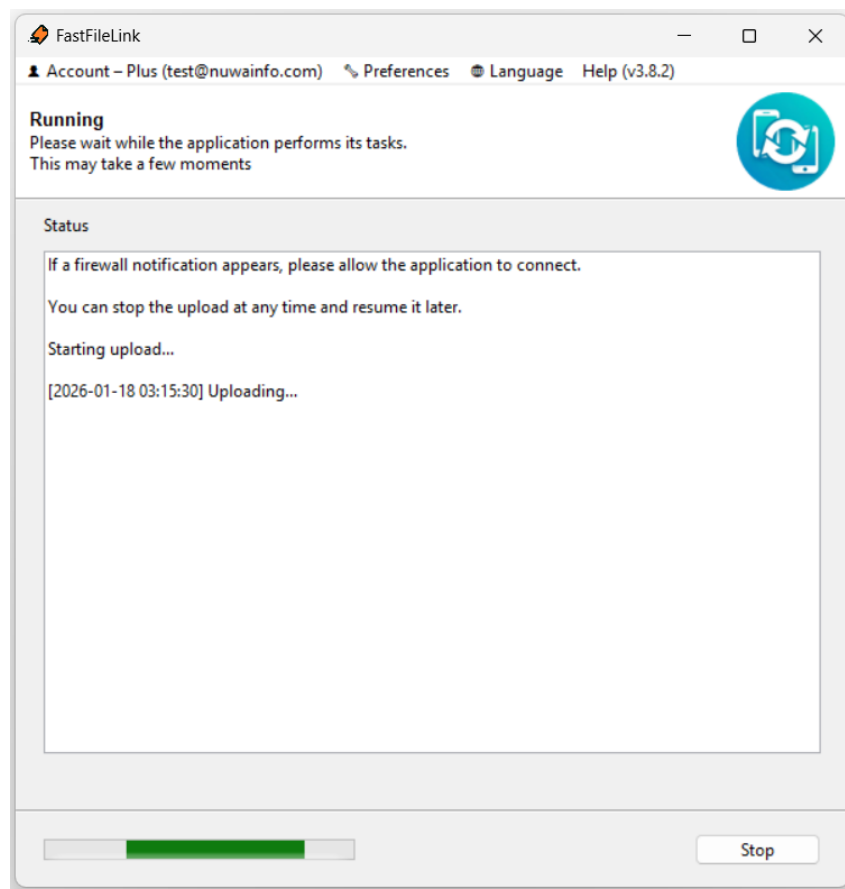 FastFileLink
Account – Plus (test@nuwainfo.com) Preferences Language Help (v3.8.2)
Running
Please wait while the application performs its tasks.
This may take a few moments
Status
If a firewall notification appears, please allow the application to connect.
You can stop the upload at any time and resume it later.
Starting upload...
[2026-01-18 03:15:30] Uploading...
Stop